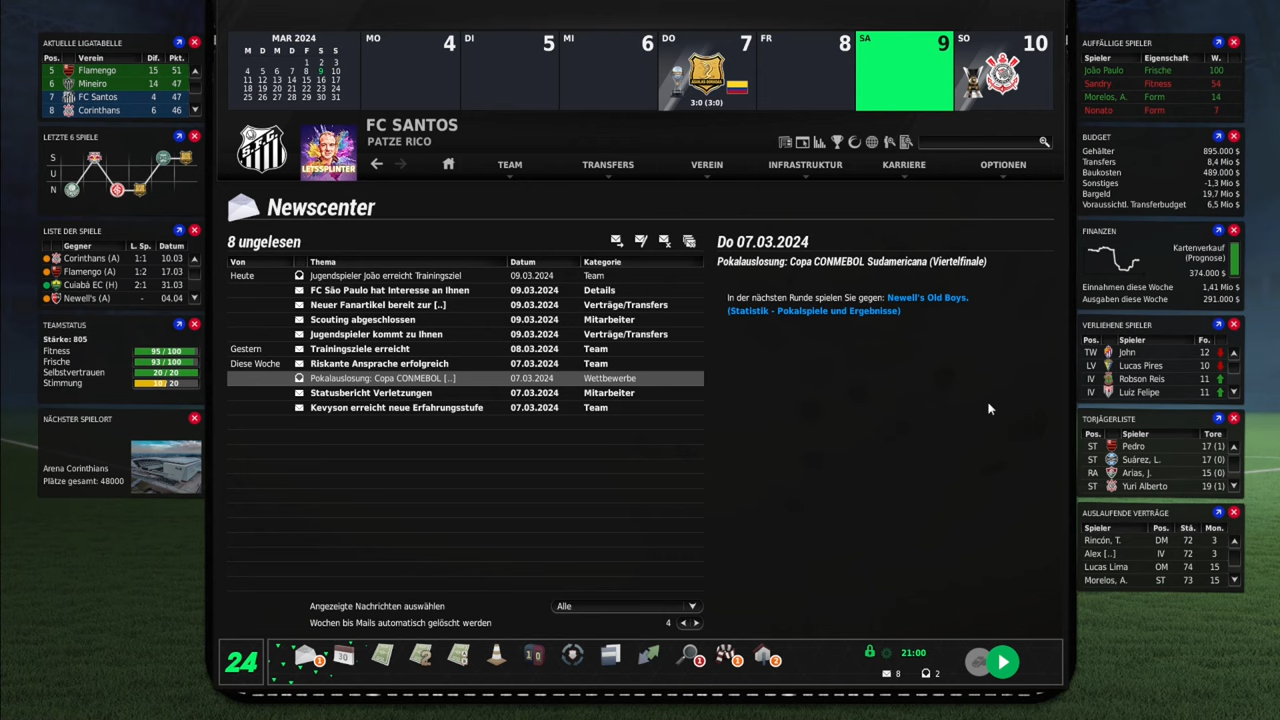 AKTUELLE LIGATABELLE
Pos. Verein Dif. Pkt.
5 Flamengo 15 51
6 Mineiro 14 47
7 FC Santos 4 47
8 Corinthians 6 46
LETZTE 6 SPIELE
S
U
N
LISTE DER SPIELE
Gegner L. Sp. Datum
Corinthians (A) 1:1 10.03
Flamengo (A) 1:2 17.03
Cuiabá EC (H) 2:1 31.03
Newell's (A) - 04.04
TEAMSTATUS
Stärke: 805
Fitness 95 / 100
Frische 93 / 100
Selbstvertrauen 20 / 20
Stimmung 10 / 20
NÄCHSTER SPIELORT
Arena Corinthians
Plätze gesamt: 48000
MAR 2024
M D M D F S S
1 2 3
4 5 6 7 8 9 10
11 12 13 14 15 16 17
18 19 20 21 22 23 24
25 26 27 28 29 30 31
MO 4
DI 5
MI 6
DO 7
3:0 (3:0)
FR 8
SA 9
SO 10
FC SANTOS
PATZE RICO
LETSSPLINTER
TEAM TRANSFERS VEREIN INFRASTRUKTUR KARRIERE OPTIONEN
Newscenter
8 ungelesen
Von Thema Datum Kategorie
Heute Jugendspieler João erreicht Trainingsziel 09.03.2024 Team
FC São Paulo hat Interesse an Ihnen 09.03.2024 Details
Neuer Fanartikel bereit zur [..] 09.03.2024 Verträge/Transfers
Scouting abgeschlossen 09.03.2024 Mitarbeiter
Jugendspieler kommt zu Ihnen 09.03.2024 Verträge/Transfers
Gestern Trainingsziele erreicht 08.03.2024 Team
Diese Woche Riskante Ansprache erfolgreich 07.03.2024 Team
Pokalauslosung: Copa CONMEBOL [..] 07.03.2024 Wettbewerbe
Statusbericht Verletzungen 07.03.2024 Mitarbeiter
Kevyson erreicht neue Erfahrungsstufe 07.03.2024 Team
Angezeigte Nachrichten auswählen Alle
Wochen bis Mails automatisch gelöscht werden 4
Do 07.03.2024
Pokalauslosung: Copa CONMEBOL Sudamericana (Viertelfinale)
In der nächsten Runde spielen Sie gegen: Newell's Old Boys.
(Statistik - Pokalspiele und Ergebnisse)
24
1
30
2
1 0
1
1
2
21:00
8 2
AUFFÄLLIGE SPIELER
Spieler Eigenschaft W.
João Paulo Frische 100
Sandry Fitness 54
Morelos, A. Form 14
Nonato Form 7
BUDGET
Gehälter 895.000 $
Transfers 8,4 Mio $
Baukosten 489.000 $
Sonstiges -1,3 Mio $
Bargeld 19,7 Mio $
Voraussichtl. Transferbudget 6,5 Mio $
FINANZEN
Kartenverkauf
(Prognose)
374.000 $
Einnahmen diese Woche 1,41 Mio $
Ausgaben diese Woche 291.000 $
VERLIEHENE SPIELER
Pos. Spieler Fo.
TW John 12
LV Lucas Pires 10
IV Robson Reis 11
IV Luiz Felipe 11
TORJÄGERLISTE
Pos. Spieler Tore
ST Pedro 17 (1)
ST Suárez, L. 17 (0)
RA Arias, J. 15 (0)
ST Yuri Alberto 19 (1)
AUSLAUFENDE VERTRÄGE
Spieler Pos. Stä. Mon.
Rincón, T. DM 72 3
Alex [..] IV 72 3
Lucas Lima OM 74 15
Morelos, A. ST 73 15